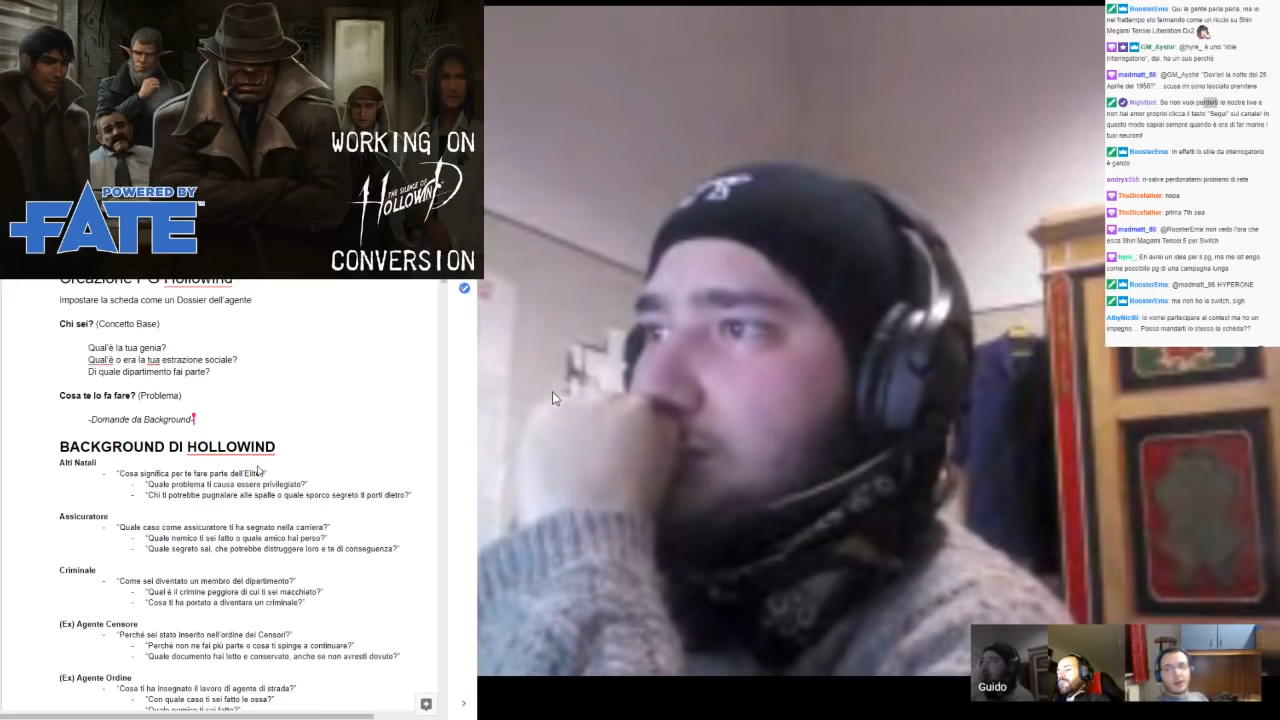 WORKING ON
THE SILENCE OF
HOLLOWIND
CONVERSION
POWERED BY
FATE
Creazione PG Hollowind
Impostare la scheda come un Dossier dell'agente
Chi sei? (Concetto Base)
Qual'è la tua genia?
Qual'è o era la tua estrazione sociale?
Di quale dipartimento fai parte?
Cosa te lo fa fare? (Problema)
-Domande da Background-
BACKGROUND DI HOLLOWIND
Alti Natali
- "Cosa significa per te fare parte dell'Elite?"
- "Quale problema ti causa essere privilegiato?"
- "Chi ti potrebbe pugnalare alle spalle o quale sporco segreto ti porti dietro?"
Assicuratore
- "Quale caso come assicuratore ti ha segnato nella carriera?"
- "Quale nemico ti sei fatto o quale amico hai perso?"
- "Quale segreto sai, che potrebbe distruggere loro e te di conseguenza?"
Criminale
- "Come sei diventato un membro del dipartimento?"
- "Qual è il crimine peggiore di cui ti sei macchiato?"
- "Cosa ti ha portato a diventare un criminale?"
(Ex) Agente Censore
- "Perché sei stato inserito nell'ordine dei Censori?"
- "Perché non ne fai più parte o cosa ti spinge a continuare?"
- "Quale documento hai letto e conservato, anche se non avresti dovuto?"
(Ex) Agente Ordine
- "Cosa ti ha insegnato il lavoro di agente di strada?"
- "Con quale caso ti sei fatto le ossa?"
- "Quale nemico ti sei fatto?"
RoosterEma: Qui la gente parla parla, ma io
nel frattempo sto farmando come un riccio su Shin
Megami Tensei Liberation Dx2
GM_Ayshir: @hyre_ è uno "stile
interrogatorio", dai, ha un suo perchè
madmatt_86: @GM_Ayshir "Dov'eri la notte del 25
Aprile del 1958?"... scusa mi sono lasciato prendere
Nightbot: Se non vuoi perderti le nostre live e
non hai amor proprio clicca il tasto "Segui" sul canale! In
questo modo saprai sempre quando è ora di far morire i
tuoi neuroni!
RoosterEma: in effetti lo stile da interrogatorio
è ganzo
andryx555: ri-salve perdonatemi problemi di rete
TheDicefather: nope
TheDicefather: prima 7th sea
madmatt_86: @RoosterEma non vedo l'ora che
esca Shin Magami Tensei 5 per Switch
hyre_: Eh avrei un idea per il pg, ma me lst engo
come possibile pg di una campagna lunga
RoosterEma: @madmatt_86 HYPERONE
RoosterEma: ma non ho la switch, sigh
AlbyNic99: Io vorrei partecipare al contest ma ho un
impegno... Posso mandarti lo stesso la scheda??
Guido